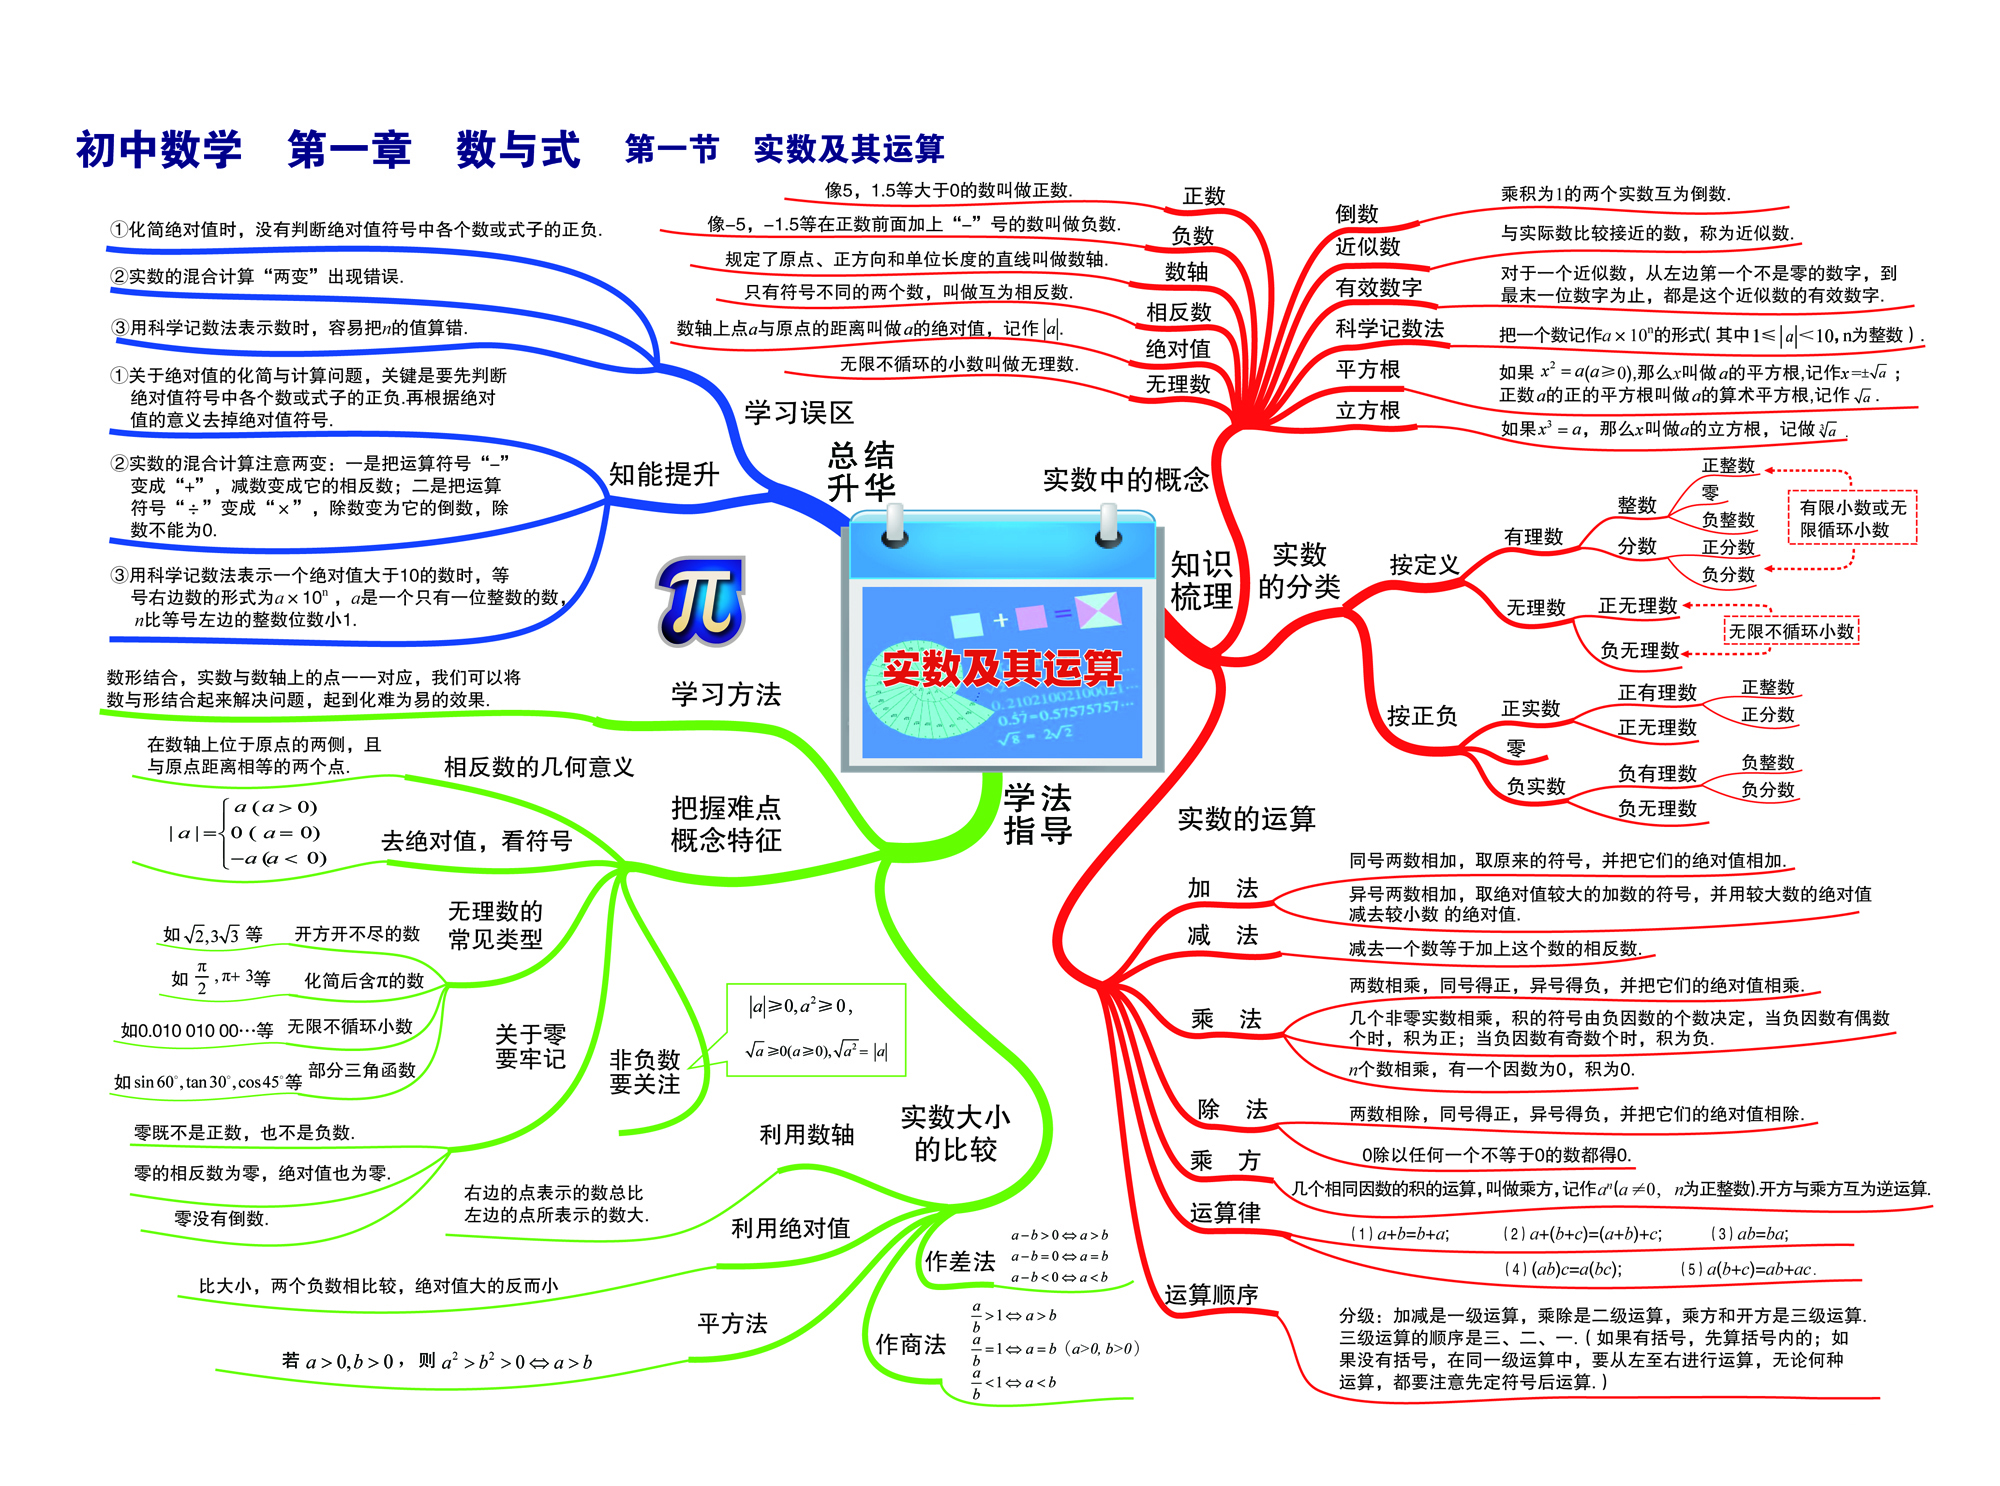 初中数学 第一章 数与式 第一节 实数及其运算
①化简绝对值时，没有判断绝对值符号中各个数或式子的正负.
②实数的混合计算“两变”出现错误.
③用科学记数法表示数时，容易把n的值算错.
学习误区
①关于绝对值的化简与计算问题，关键是要先判断
绝对值符号中各个数或式子的正负.再根据绝对
值的意义去掉绝对值符号.
②实数的混合计算注意两变：一是把运算符号“-”
变成“+”，减数变成它的相反数；二是把运算
符号“÷”变成“×”，除数变为它的倒数，除
数不能为0.
③用科学记数法表示一个绝对值大于10的数时，等
号右边数的形式为a×10ⁿ，a是一个只有一位整数的数，
n比等号左边的整数位数小1.
知能提升
总结
升华
像5，1.5等大于0的数叫做正数.
正数
像-5，-1.5等在正数前面加上“-”号的数叫做负数.
负数
规定了原点、正方向和单位长度的直线叫做数轴.
数轴
只有符号不同的两个数，叫做互为相反数.
相反数
数轴上点a与原点的距离叫做a的绝对值，记作|a|.
绝对值
无限不循环的小数叫做无理数.
无理数
倒数
乘积为1的两个实数互为倒数.
近似数
与实际数比较接近的数，称为近似数.
有效数字
对于一个近似数，从左边第一个不是零的数字，到
最末一位数字为止，都是这个近似数的有效数字.
科学记数法
把一个数记作a×10ⁿ的形式(其中1≤|a|<10,n为整数).
平方根
如果x²=a(a≥0),那么x叫做a的平方根,记作x=±√a；
正数a的正的平方根叫做a的算术平方根,记作√a.
立方根
如果x³=a，那么x叫做a的立方根，记做∛a.
实数中的概念
知识
梳理
实数
的分类
按定义
有理数
整数
正整数
零
负整数
分数
正分数
负分数
有限小数或无
限循环小数
无理数
正无理数
负无理数
无限不循环小数
按正负
正实数
正有理数
正整数
正分数
正无理数
零
负实数
负有理数
负整数
负分数
负无理数
π
+ =
实数及其运算
0.21021002100021…
0.57=0.57575757…
√8 = 2√2
实数的运算
加 法
同号两数相加，取原来的符号，并把它们的绝对值相加.
异号两数相加，取绝对值较大的加数的符号，并用较大数的绝对值
减去较小数 的绝对值.
减 法
减去一个数等于加上这个数的相反数.
乘 法
两数相乘，同号得正，异号得负，并把它们的绝对值相乘.
几个非零实数相乘，积的符号由负因数的个数决定，当负因数有偶数
个时，积为正；当负因数有奇数个时，积为负.
n个数相乘，有一个因数为0，积为0.
除 法
两数相除，同号得正，异号得负，并把它们的绝对值相除.
0除以任何一个不等于0的数都得0.
乘 方
几个相同因数的积的运算,叫做乘方,记作aⁿ(a≠0，n为正整数).开方与乘方互为逆运算.
运算律
(1)a+b=b+a; (2)a+(b+c)=(a+b)+c; (3)ab=ba;
(4)(ab)c=a(bc); (5)a(b+c)=ab+ac.
运算顺序
分级：加减是一级运算，乘除是二级运算，乘方和开方是三级运算.
三级运算的顺序是三、二、一.(如果有括号，先算括号内的；如
果没有括号，在同一级运算中，要从左至右进行运算，无论何种
运算，都要注意先定符号后运算.)
学法
指导
学习方法
数形结合，实数与数轴上的点一一对应，我们可以将
数与形结合起来解决问题，起到化难为易的效果.
把握难点
概念特征
相反数的几何意义
在数轴上位于原点的两侧，且
与原点距离相等的两个点.
去绝对值，看符号
a (a>0)
|a|={0 (a=0)
-a (a<0)
无理数的
常见类型
如√2,3√3等 开方开不尽的数
如π/2,π+3等 化简后含π的数
如0.010 010 00…等 无限不循环小数
如sin60°,tan30°,cos45°等 部分三角函数
关于零
要牢记
零既不是正数，也不是负数.
零的相反数为零，绝对值也为零.
零没有倒数.
非负数
要关注
|a|≥0,a²≥0,
√a≥0(a≥0),√a²=|a|
实数大小
的比较
利用数轴
右边的点表示的数总比
左边的点所表示的数大.
利用绝对值
比大小，两个负数相比较，绝对值大的反而小
平方法
若a>0,b>0，则a²>b²>0⇔a>b
作差法
a-b>0⇔a>b
a-b=0⇔a=b
a-b<0⇔a<b
作商法
a/b>1⇔a>b
a/b=1⇔a=b (a>0, b>0)
a/b<1⇔a<b